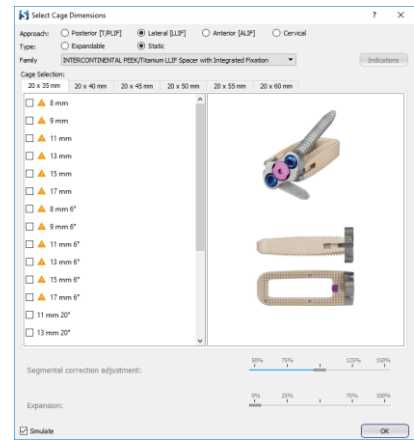 Select Cage Dimensions ? ×
Approach: Posterior [T/PLIF] Lateral [LLIF] Anterior [ALIF] Cervical
Type: Expandable Static
Family INTERCONTINENTAL PEEK/Titanium LLIF Spacer with Integrated Fixation Indications
Cage Selection:
20 x 35 mm 20 x 40 mm 20 x 45 mm 20 x 50 mm 20 x 55 mm 20 x 60 mm
8 mm
9 mm
11 mm
13 mm
15 mm
17 mm
8 mm 6°
9 mm 6°
11 mm 6°
13 mm 6°
15 mm 6°
17 mm 6°
11 mm 20°
13 mm 20°
50% 75% 125% 150%
Segmental correction adjustment:
0% 25% 75% 100%
Expansion:
Simulate OK